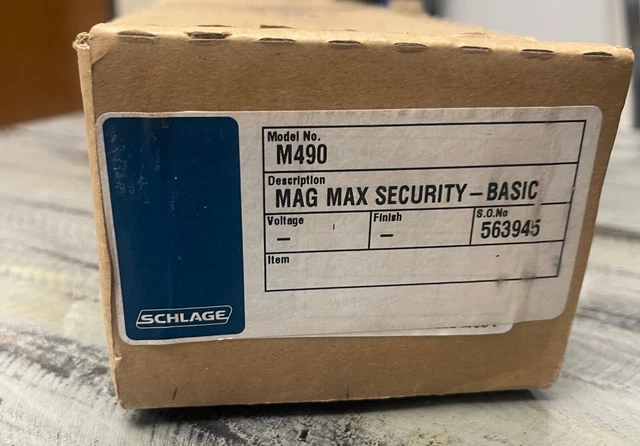 Model No.
M490
Description
MAG MAX SECURITY – BASIC
Voltage
–
Finish
–
S.O.No
563945
Item
SCHLAGE